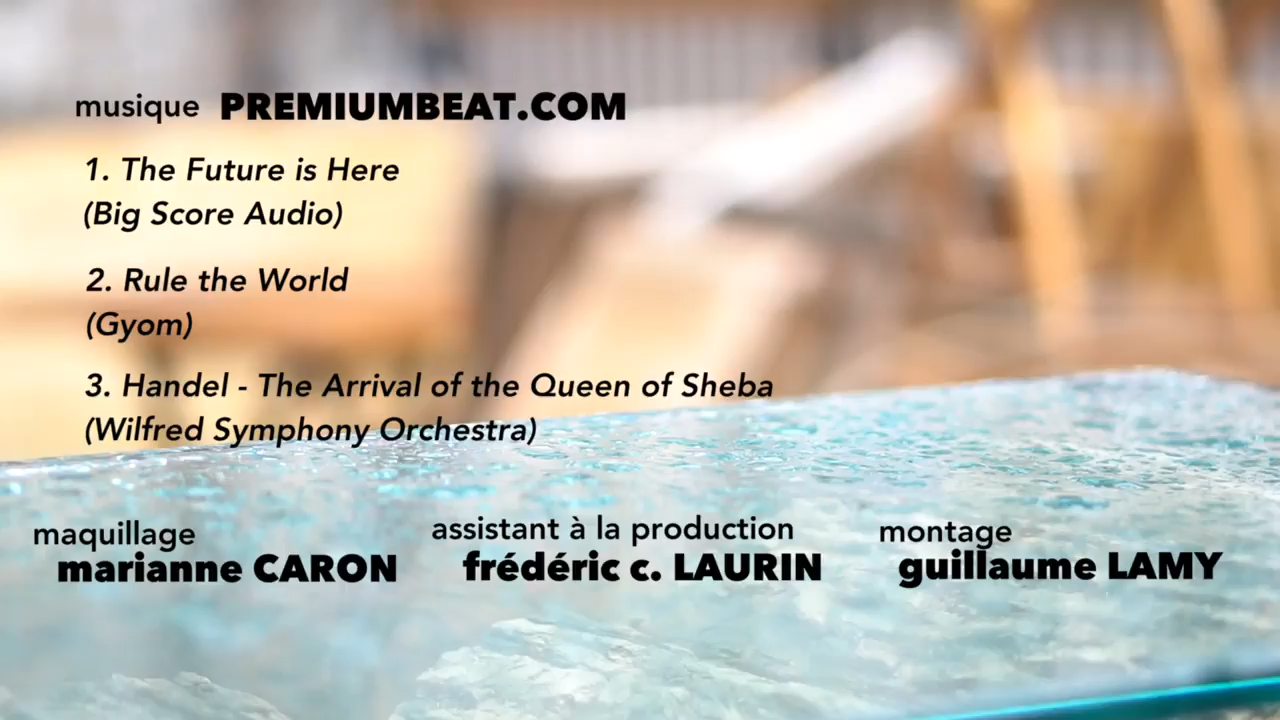 musique PREMIUMBEAT.COM
1. The Future is Here
(Big Score Audio)
2. Rule the World
(Gyom)
3. Handel - The Arrival of the Queen of Sheba
(Wilfred Symphony Orchestra)
maquillage
marianne CARON
assistant à la production
frédéric c. LAURIN
montage
guillaume LAMY